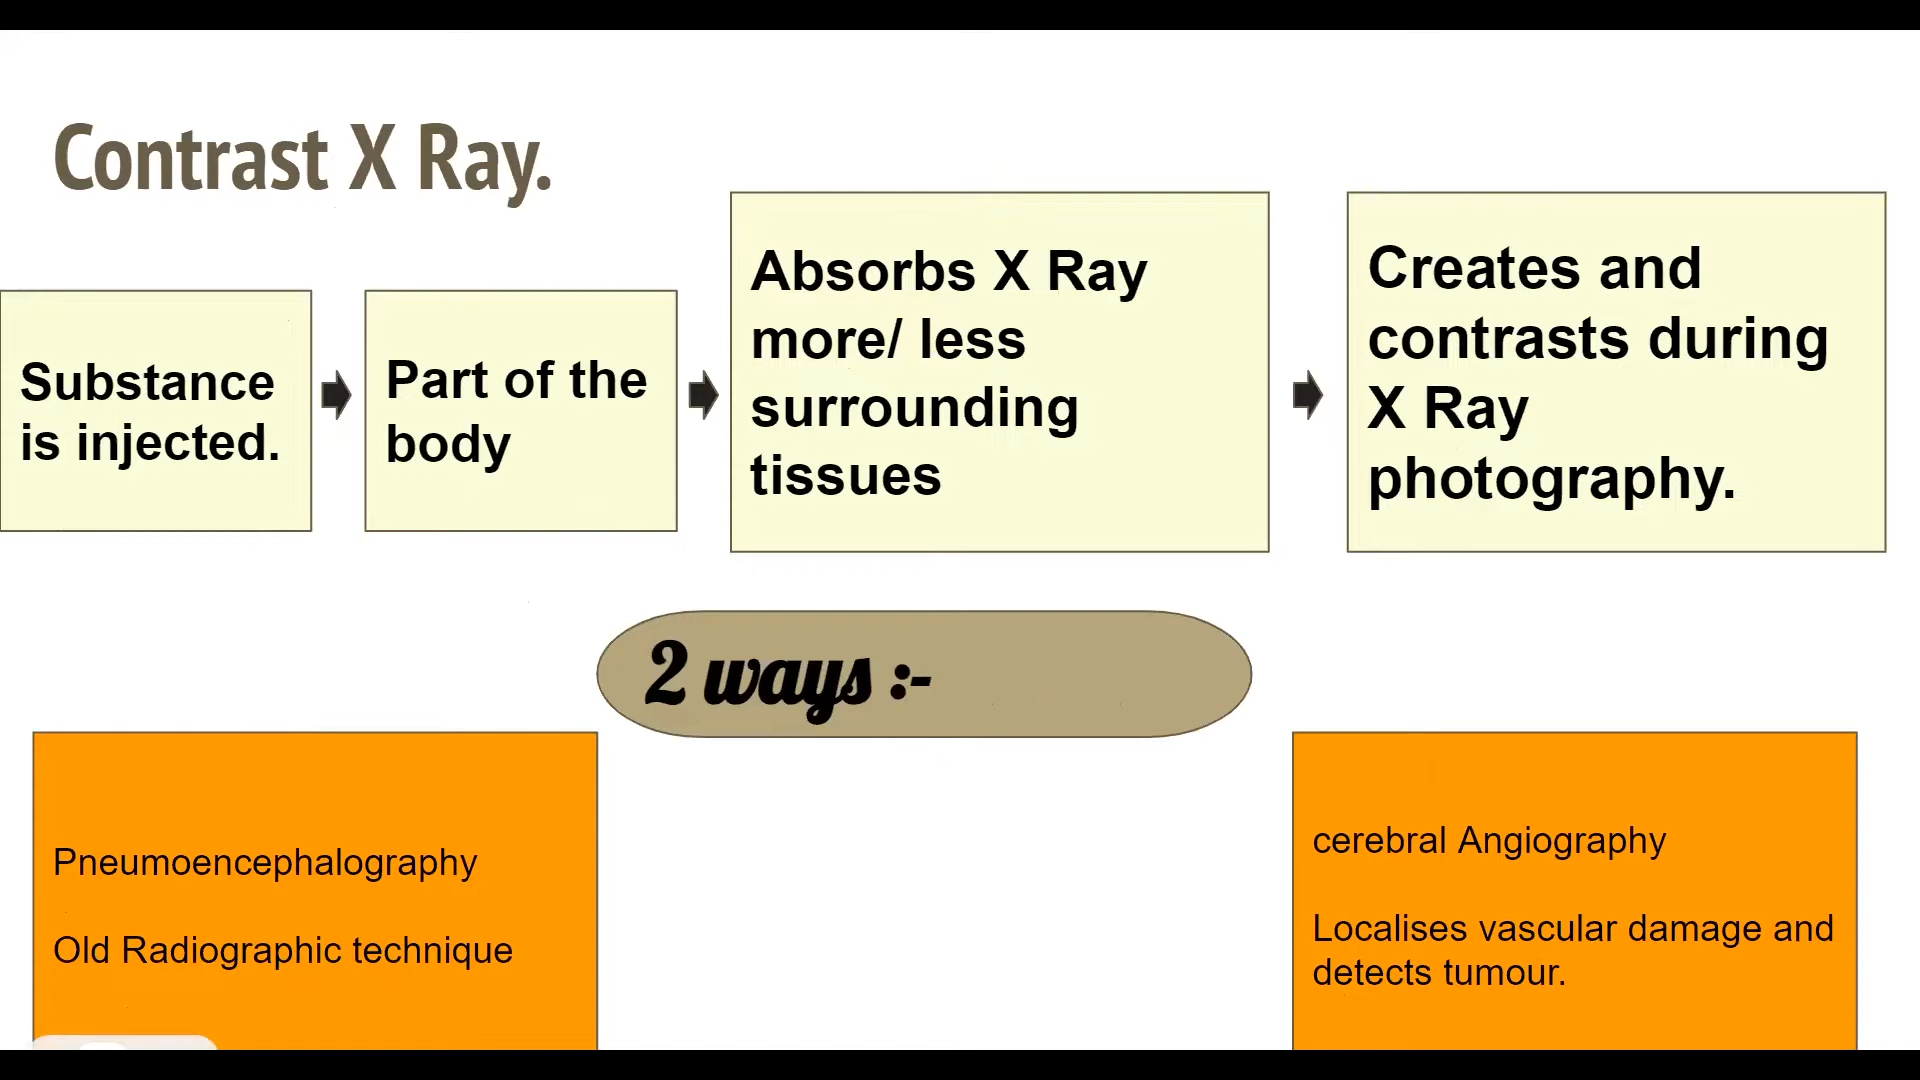 Contrast X Ray.
Substance
is injected.
Part of the
body
Absorbs X Ray
more/ less
surrounding
tissues
Creates and
contrasts during
X Ray
photography.
2 ways :-
Pneumoencephalography
Old Radiographic technique
cerebral Angiography
Localises vascular damage and
detects tumour.